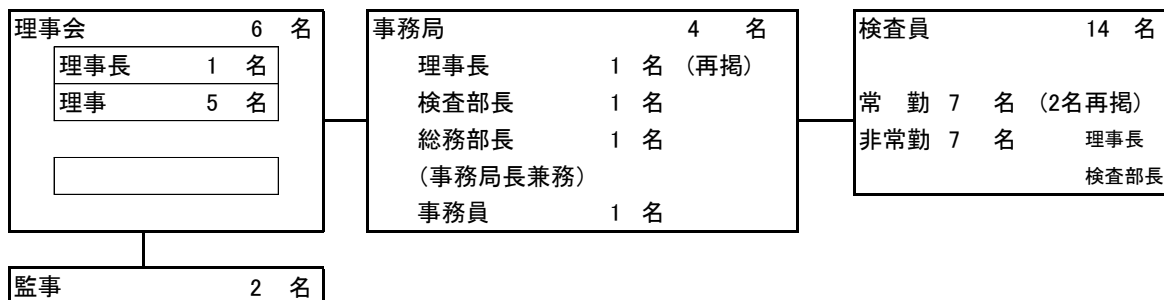 理事会 6 名
理事長 1 名
理事 5 名
事務局 4 名
理事長 1 名 (再掲)
検査部長 1 名
総務部長 1 名
(事務局長兼務)
事務員 1 名
検査員 14 名
常 勤 7 名 (2名再掲)
非常勤 7 名 理事長
検査部長
監事 2 名